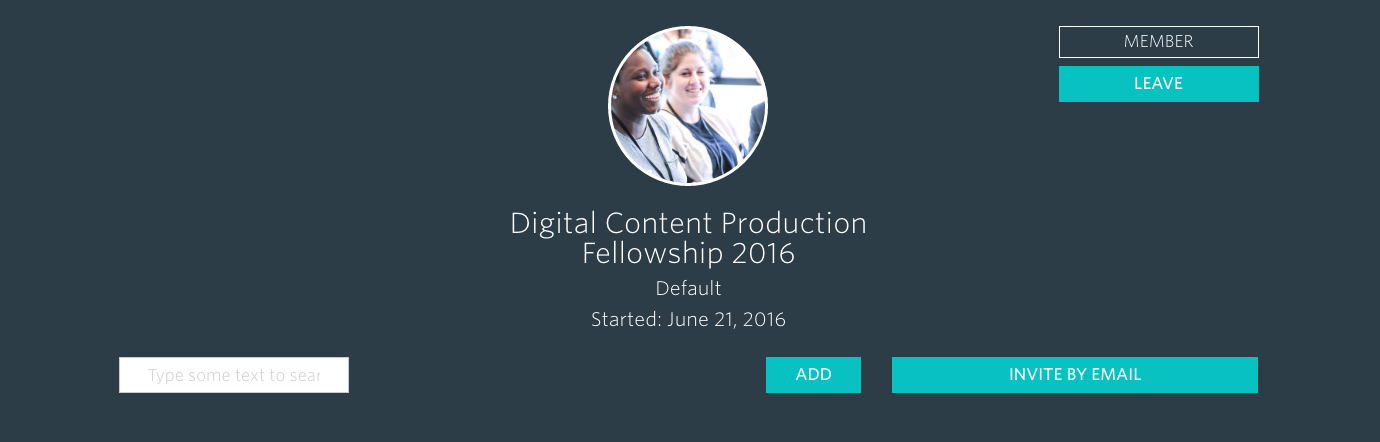 MEMBER
LEAVE
Digital Content Production
Fellowship 2016
Default
Started: June 21, 2016
Type some text to sear
ADD
INVITE BY EMAIL